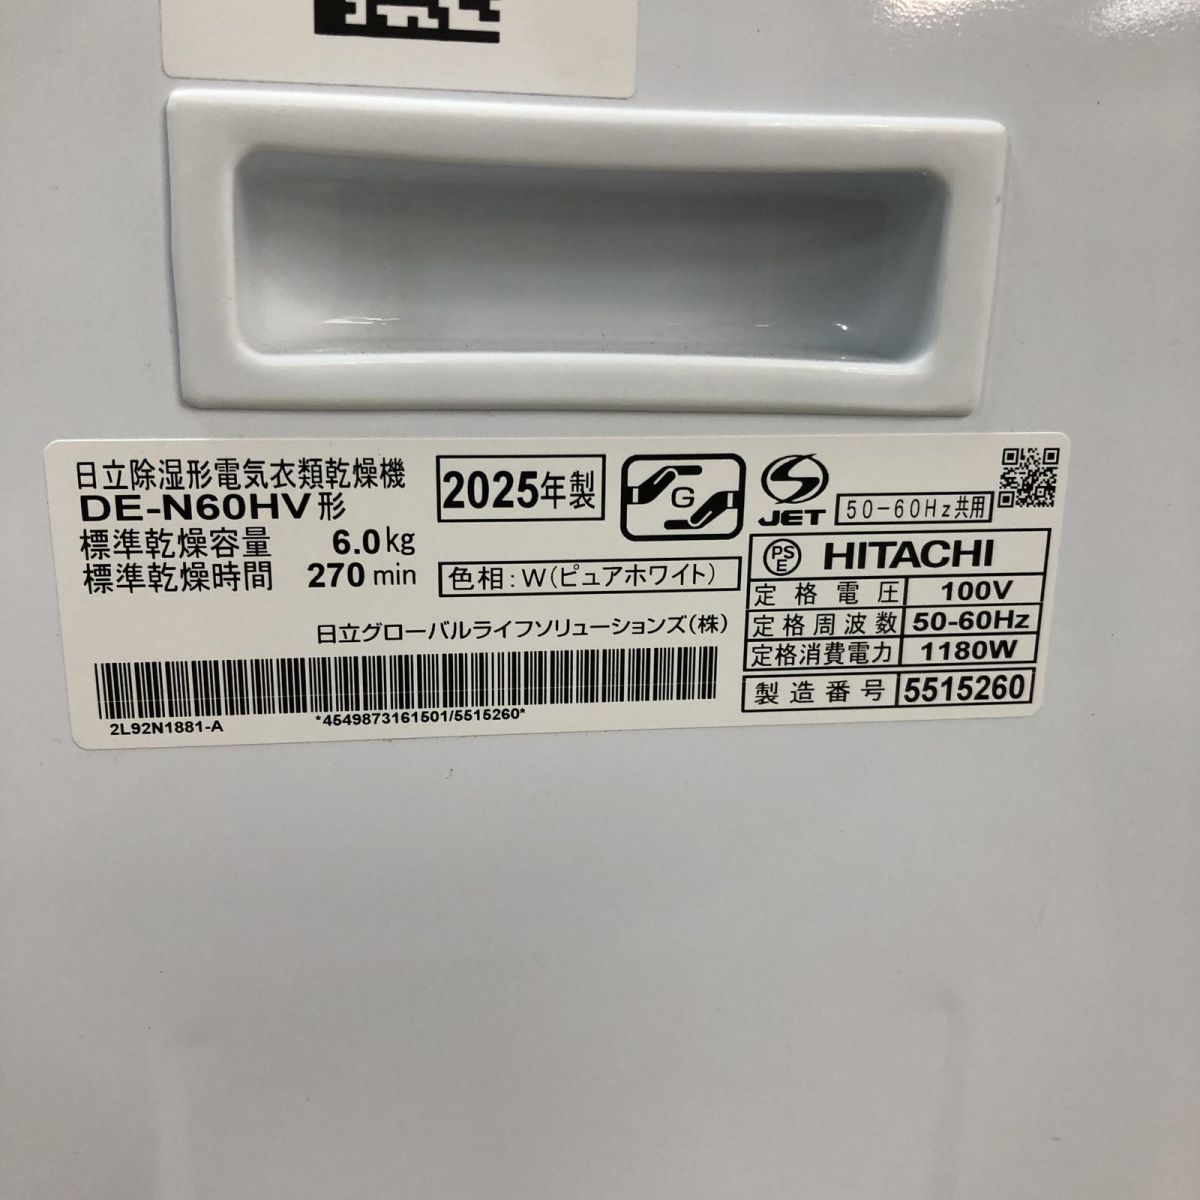 日立除湿形電気衣類乾燥機
DE-N60HV形
標準乾燥容量 6.0kg
標準乾燥時間 270 min
2025年製
G
JET
50-60Hz共用
色相:W(ピュアホワイト)
日立グローバルライフソリューションズ(株)
2L92N1881-A
*4549873161501/5515260*
PSE HITACHI
定格電圧 100V
定格周波数 50-60Hz
定格消費電力 1180W
製造番号 5515260